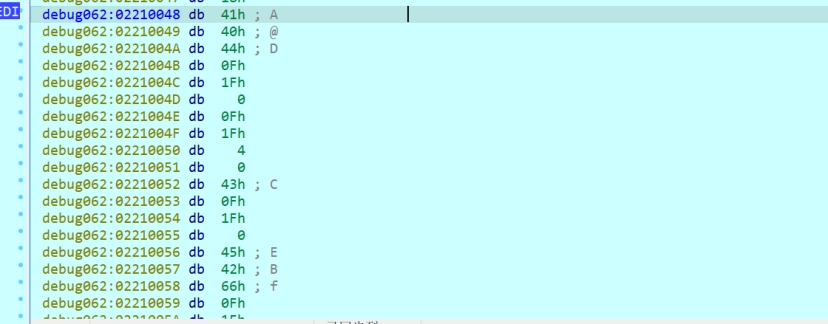 EDI
debug062:02210048 db 41h ; A
debug062:02210049 db 40h ; @
debug062:0221004A db 44h ; D
debug062:0221004B db 0Fh
debug062:0221004C db 1Fh
debug062:0221004D db 0
debug062:0221004E db 0Fh
debug062:0221004F db 1Fh
debug062:02210050 db 4
debug062:02210051 db 0
debug062:02210052 db 43h ; C
debug062:02210053 db 0Fh
debug062:02210054 db 1Fh
debug062:02210055 db 0
debug062:02210056 db 45h ; E
debug062:02210057 db 42h ; B
debug062:02210058 db 66h ; f
debug062:02210059 db 0Fh